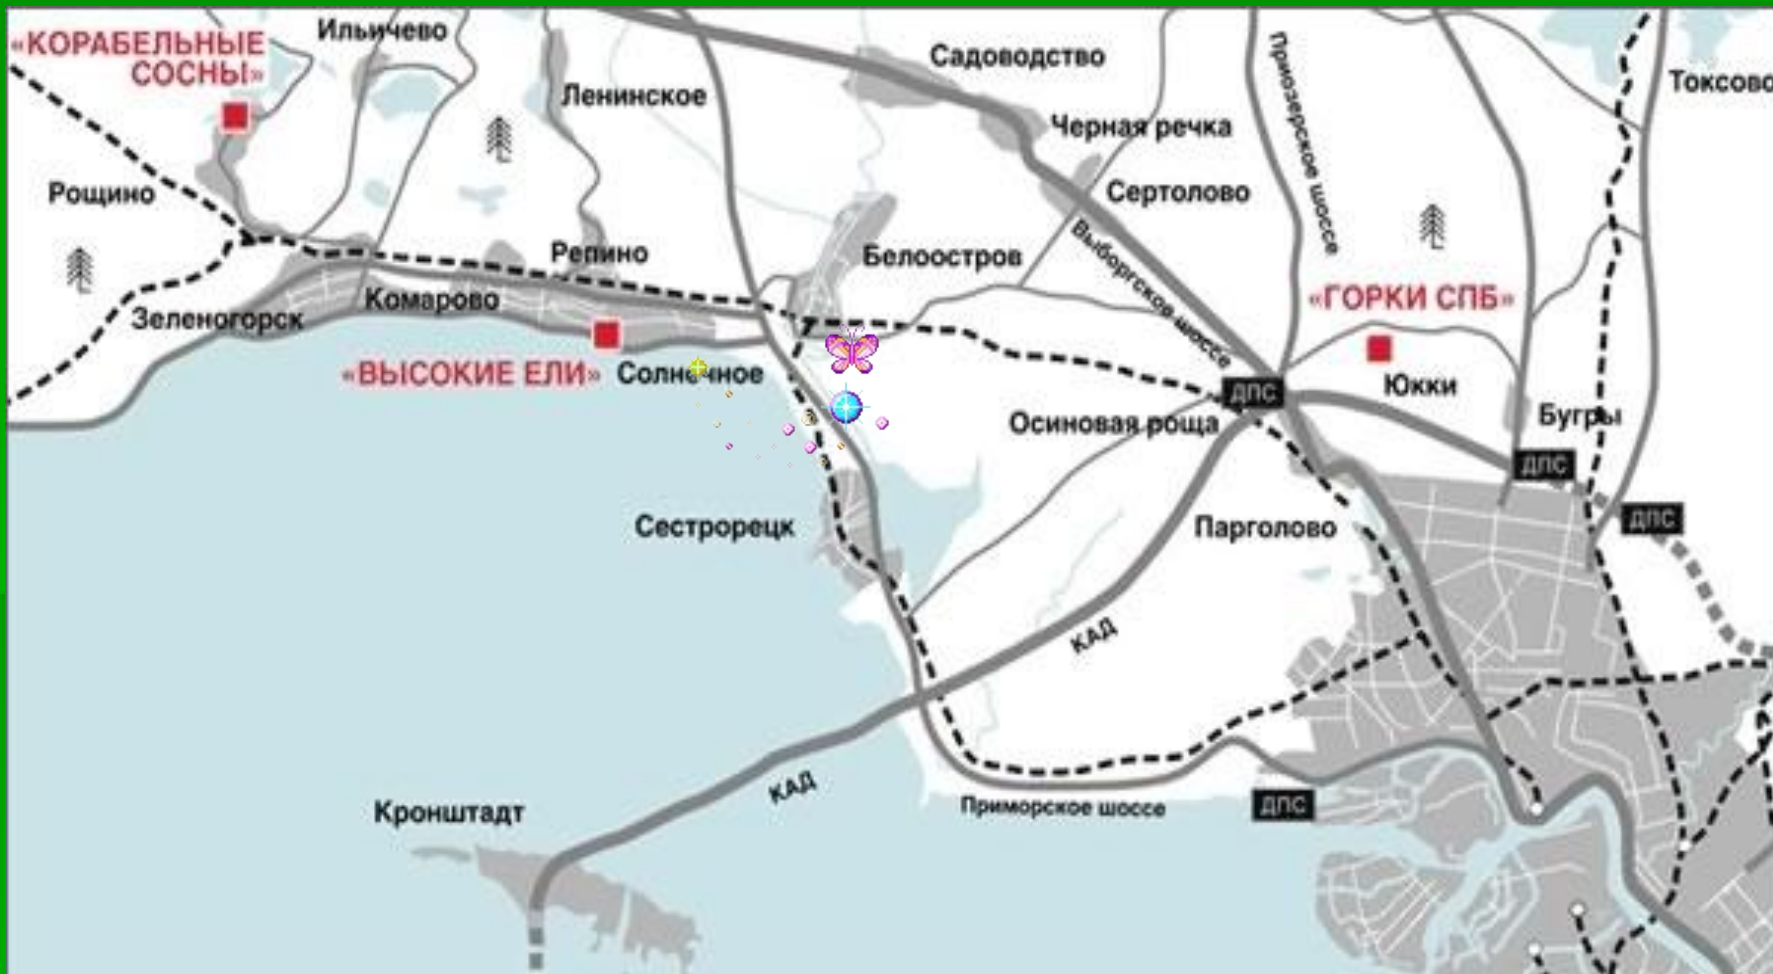 «КОРАБЕЛЬНЫЕ
СОСНЫ»
Ильичево
Ленинское
Садоводство
Приозерское шоссе
Токсово
Черная речка
Рощино
Сертолово
Выборгское шоссе
Репино
Белоостров
Комарово
Зеленогорск
«ГОРКИ СПБ»
«ВЫСОКИЕ ЕЛИ»
Солнечное
ДПС
Юкки
Осиновая роща
Бугры
ДПС
ДПС
Сестрорецк
Парголово
КАД
КАД
Кронштадт
Приморское шоссе
ДПС